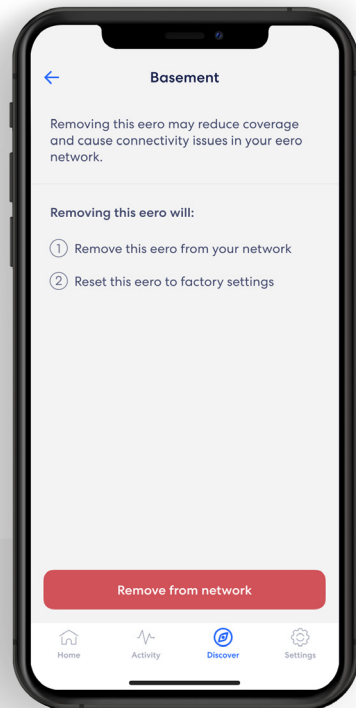 Basement
Removing this eero may reduce coverage
and cause connectivity issues in your eero
network.
Removing this eero will:
1 Remove this eero from your network
2 Reset this eero to factory settings
Remove from network
Home Activity Discover Settings